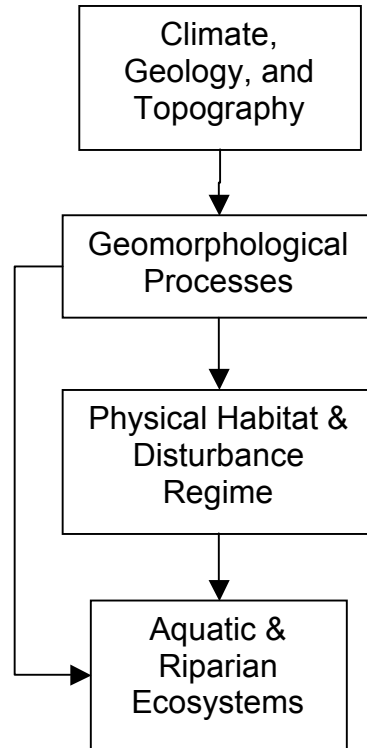 Climate,
Geology, and
Topography
Geomorphological
Processes
Physical Habitat &
Disturbance
Regime
Aquatic &
Riparian
Ecosystems